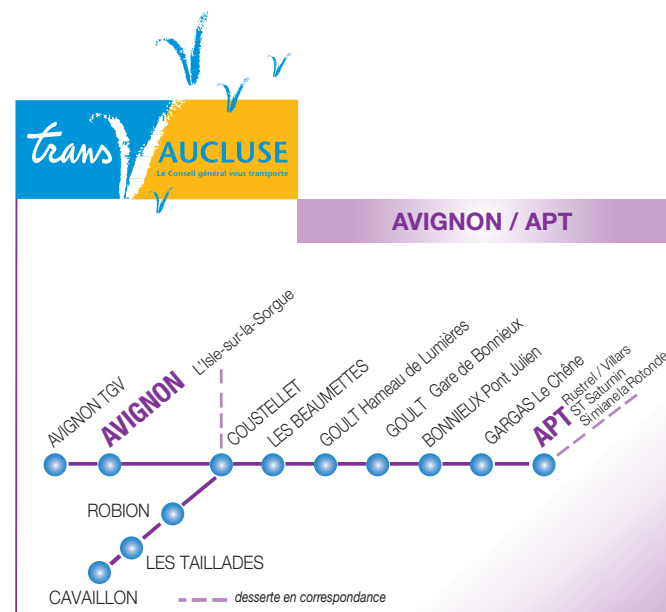 trans VAUCLUSE
Le Conseil général vous transporte
AVIGNON / APT
AVIGNON TGV
AVIGNON
L'Isle-sur-la-Sorgue
COUSTELLET
LES BEAUMETTES
GOULT Hameau de Lumières
GOULT Gare de Bonnieux
BONNIEUX Pont Julien
GARGAS Le Chêne
APT
Rustrel / Villars
ST Saturnin
Simiane la Rotonde
ROBION
LES TAILLADES
CAVAILLON
desserte en correspondance